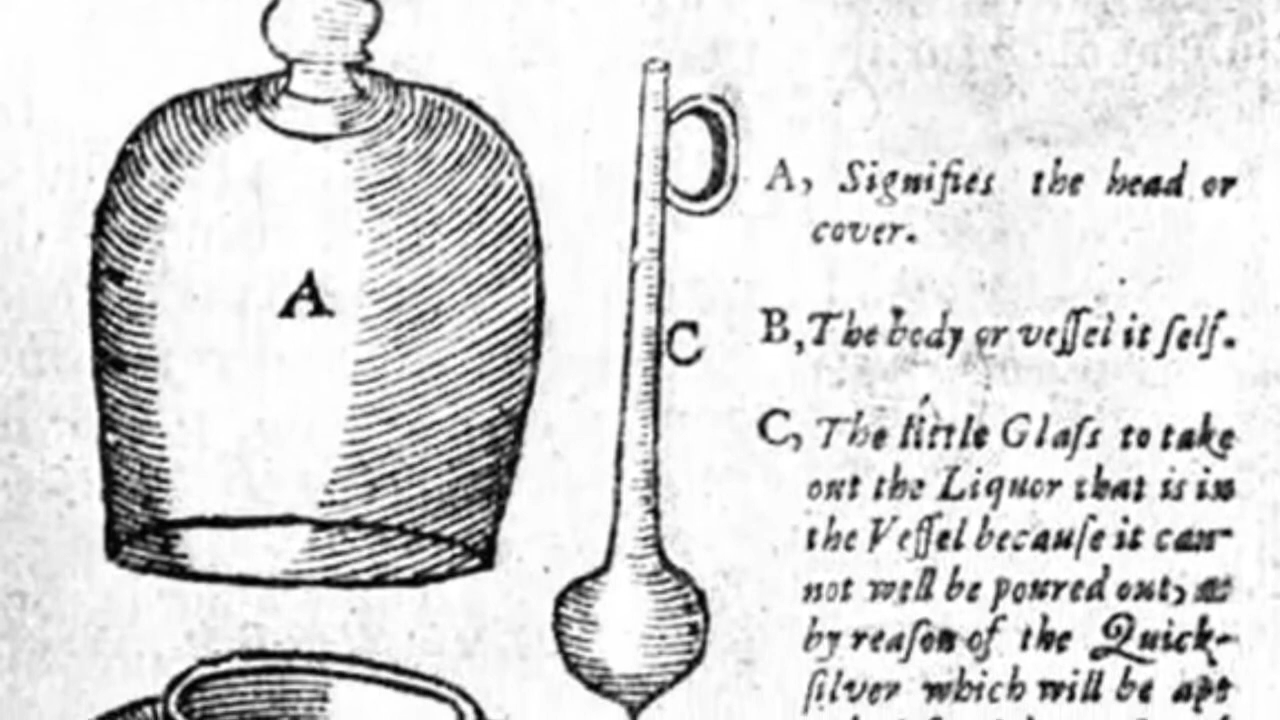 A
C
A, Signifies the head or
cover.
B, The body or veſſel it ſelf.
C, The little Glaſs to take
out the Liquor that is in
the Veſſel becauſe it can-
not well be poured out,
by reaſon of the Quick-
ſilver which will be apt